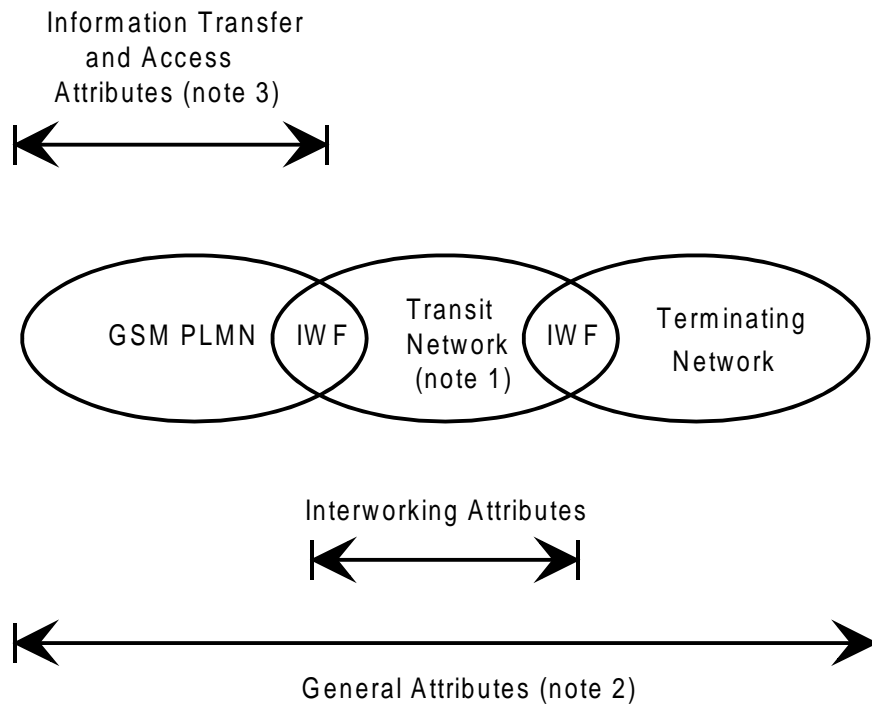 Information Transfer
and Access
Attributes (note 3)
GSM PLMN
IWF
Transit
Network
(note 1)
IWF
Terminating
Network
Interworking Attributes
General Attributes (note 2)